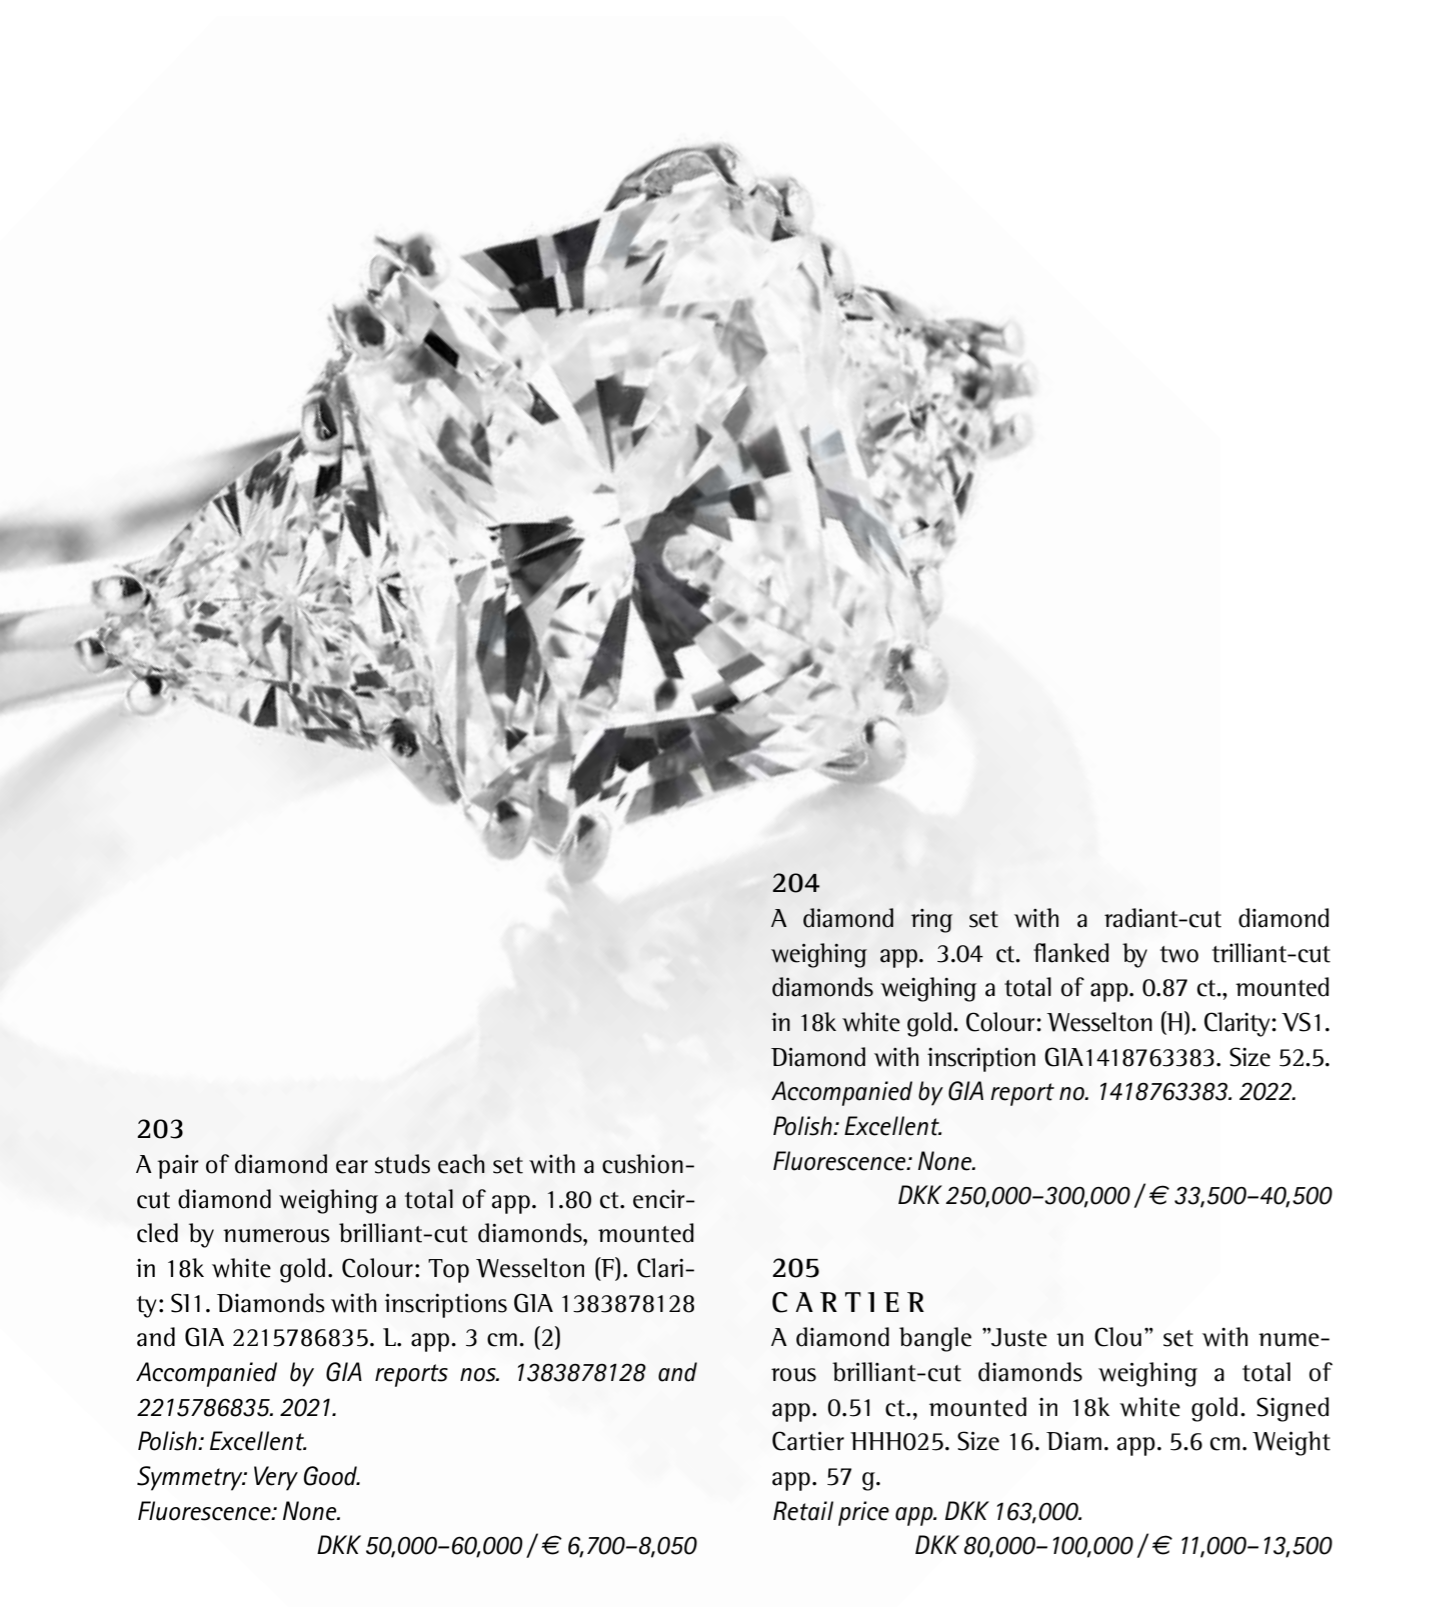 203
A pair of diamond ear studs each set with a cushion-
cut diamond weighing a total of app. 1.80 ct. encir-
cled by numerous brilliant-cut diamonds, mounted
in 18k white gold. Colour: Top Wesselton (F). Clari-
ty: SI1. Diamonds with inscriptions GIA 1383878128
and GIA 2215786835. L. app. 3 cm. (2)
Accompanied by GIA reports nos. 1383878128 and
2215786835. 2021.
Polish: Excellent.
Symmetry: Very Good.
Fluorescence: None.
DKK 50,000–60,000 / € 6,700–8,050
204
A diamond ring set with a radiant-cut diamond
weighing app. 3.04 ct. flanked by two trilliant-cut
diamonds weighing a total of app. 0.87 ct., mounted
in 18k white gold. Colour: Wesselton (H). Clarity: VS1.
Diamond with inscription GIA1418763383. Size 52.5.
Accompanied by GIA report no. 1418763383. 2022.
Polish: Excellent.
Fluorescence: None.
DKK 250,000–300,000 / € 33,500–40,500
205
CARTIER
A diamond bangle ”Juste un Clou” set with nume-
rous brilliant-cut diamonds weighing a total of
app. 0.51 ct., mounted in 18k white gold. Signed
Cartier HHH025. Size 16. Diam. app. 5.6 cm. Weight
app. 57 g.
Retail price app. DKK 163,000.
DKK 80,000–100,000 / € 11,000–13,500